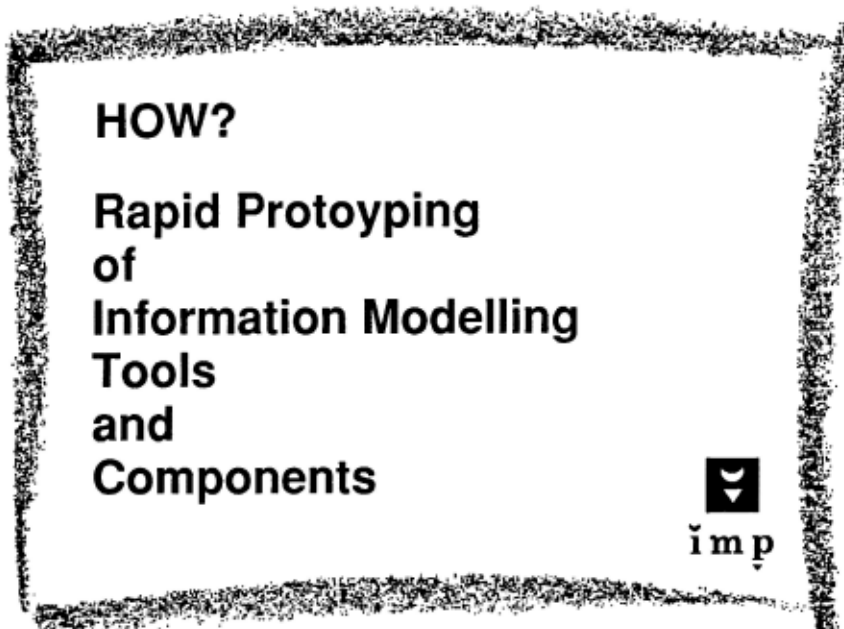 HOW?
Rapid Protoyping
of
Information Modelling
Tools
and
Components
imp